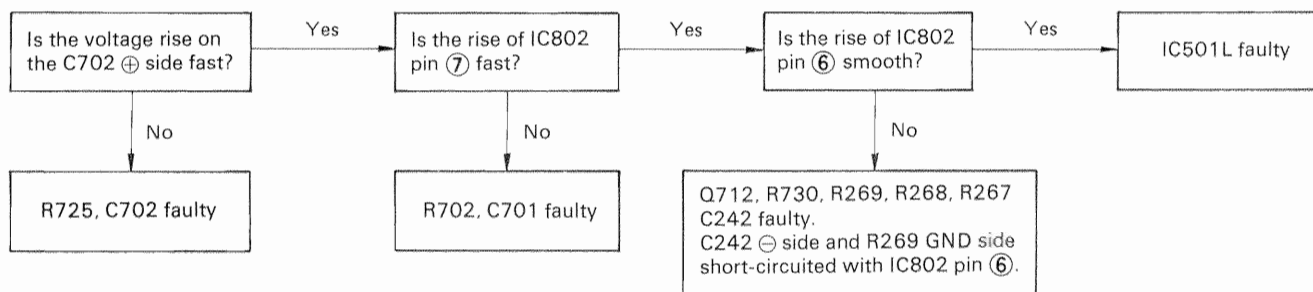 Is the voltage rise on
the C702 ⊕ side fast?
Yes
Is the rise of IC802
pin ⑦ fast?
Yes
Is the rise of IC802
pin ⑥ smooth?
Yes
IC501L faulty
No
No
No
R725, C702 faulty
R702, C701 faulty
Q712, R730, R269, R268, R267
C242 faulty.
C242 ⊖ side and R269 GND side
short-circuited with IC802 pin ⑥.